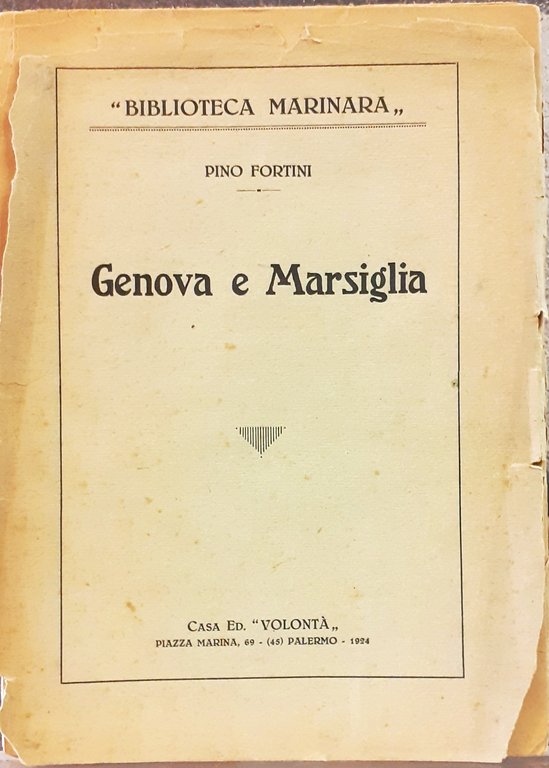 “BIBLIOTECA MARINARA„
PINO FORTINI
Genova e Marsiglia
CASA ED. “VOLONTÀ„
PIAZZA MARINA, 69 - (45) PALERMO - 1924